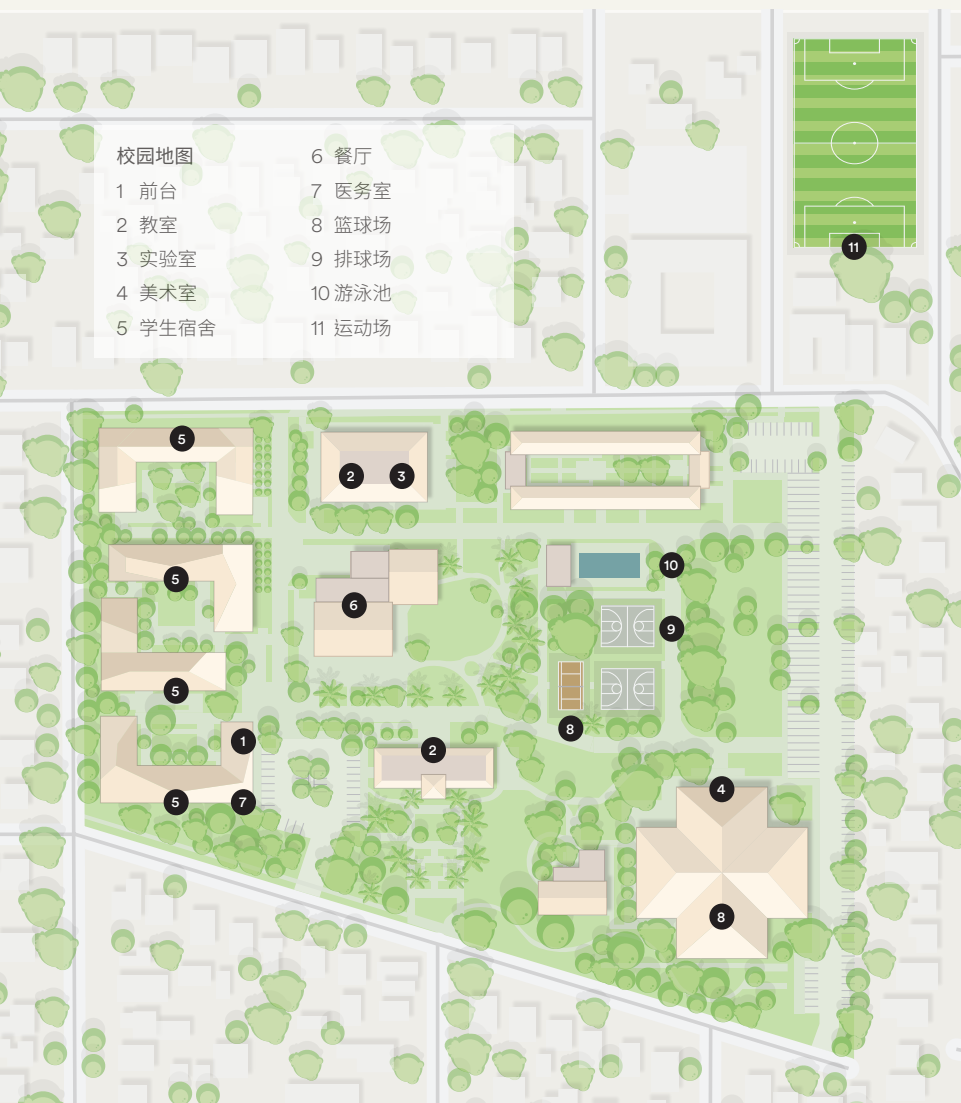 校园地图
1 前台
2 教室
3 实验室
4 美术室
5 学生宿舍
6 餐厅
7 医务室
8 篮球场
9 排球场
10 游泳池
11 运动场
11
5
2 3
10
5
6
9
5
8
1
2
4
5 7
8